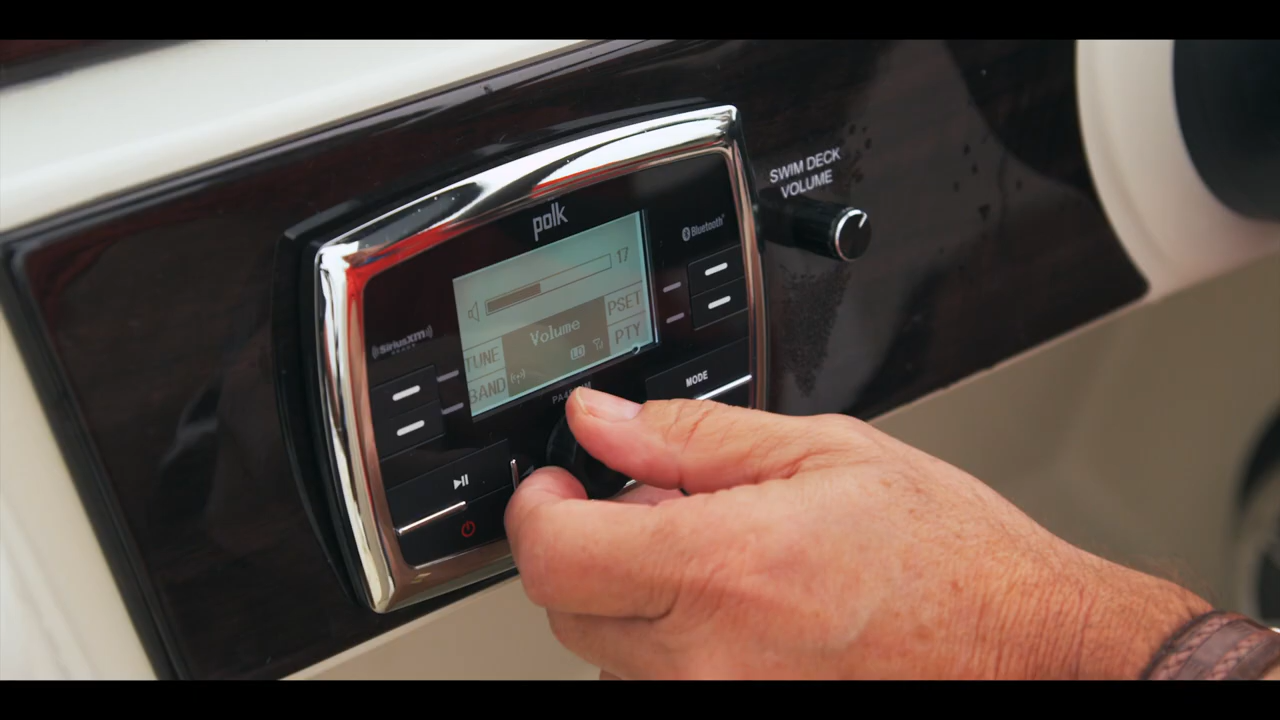 SWIM DECK
VOLUME
polk
Bluetooth
17
PSET
Volume
PTY
TUNE
BAND
SiriusXm
MODE